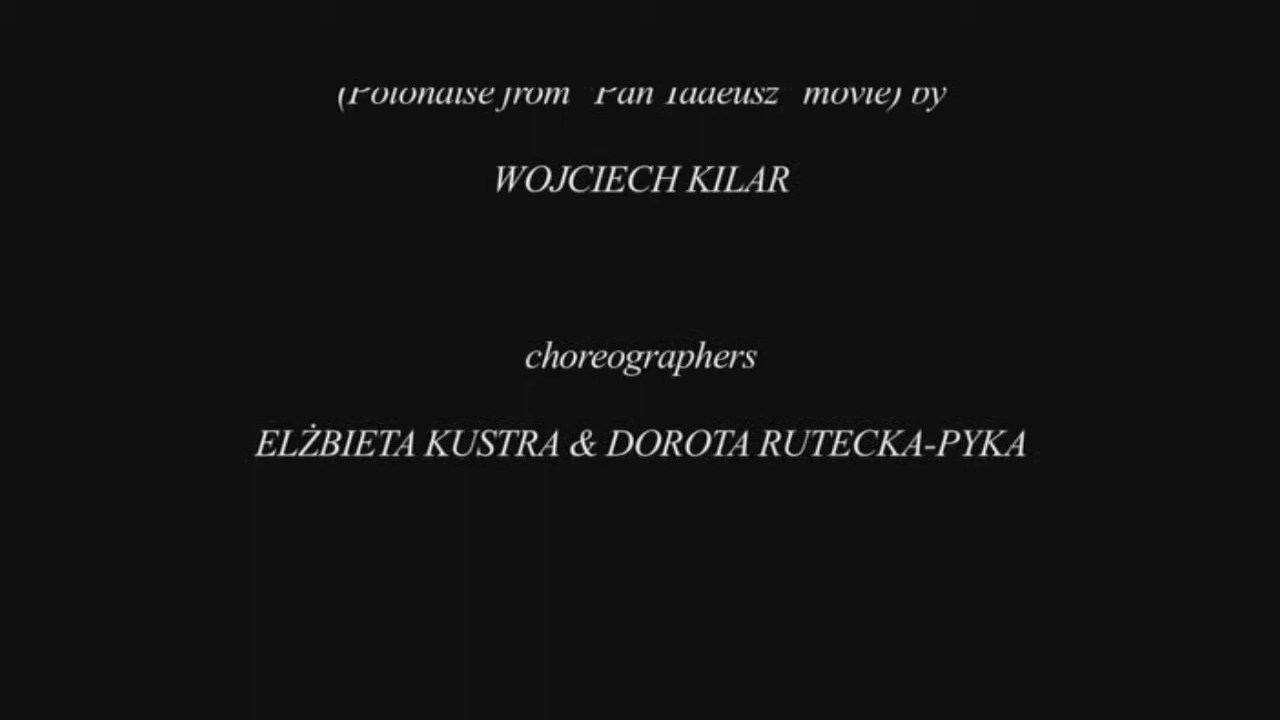 (Polonaise from "Pan Tadeusz" movie) by
WOJCIECH KILAR
choreographers
ELŻBIETA KUSTRA & DOROTA RUTECKA-PYKA